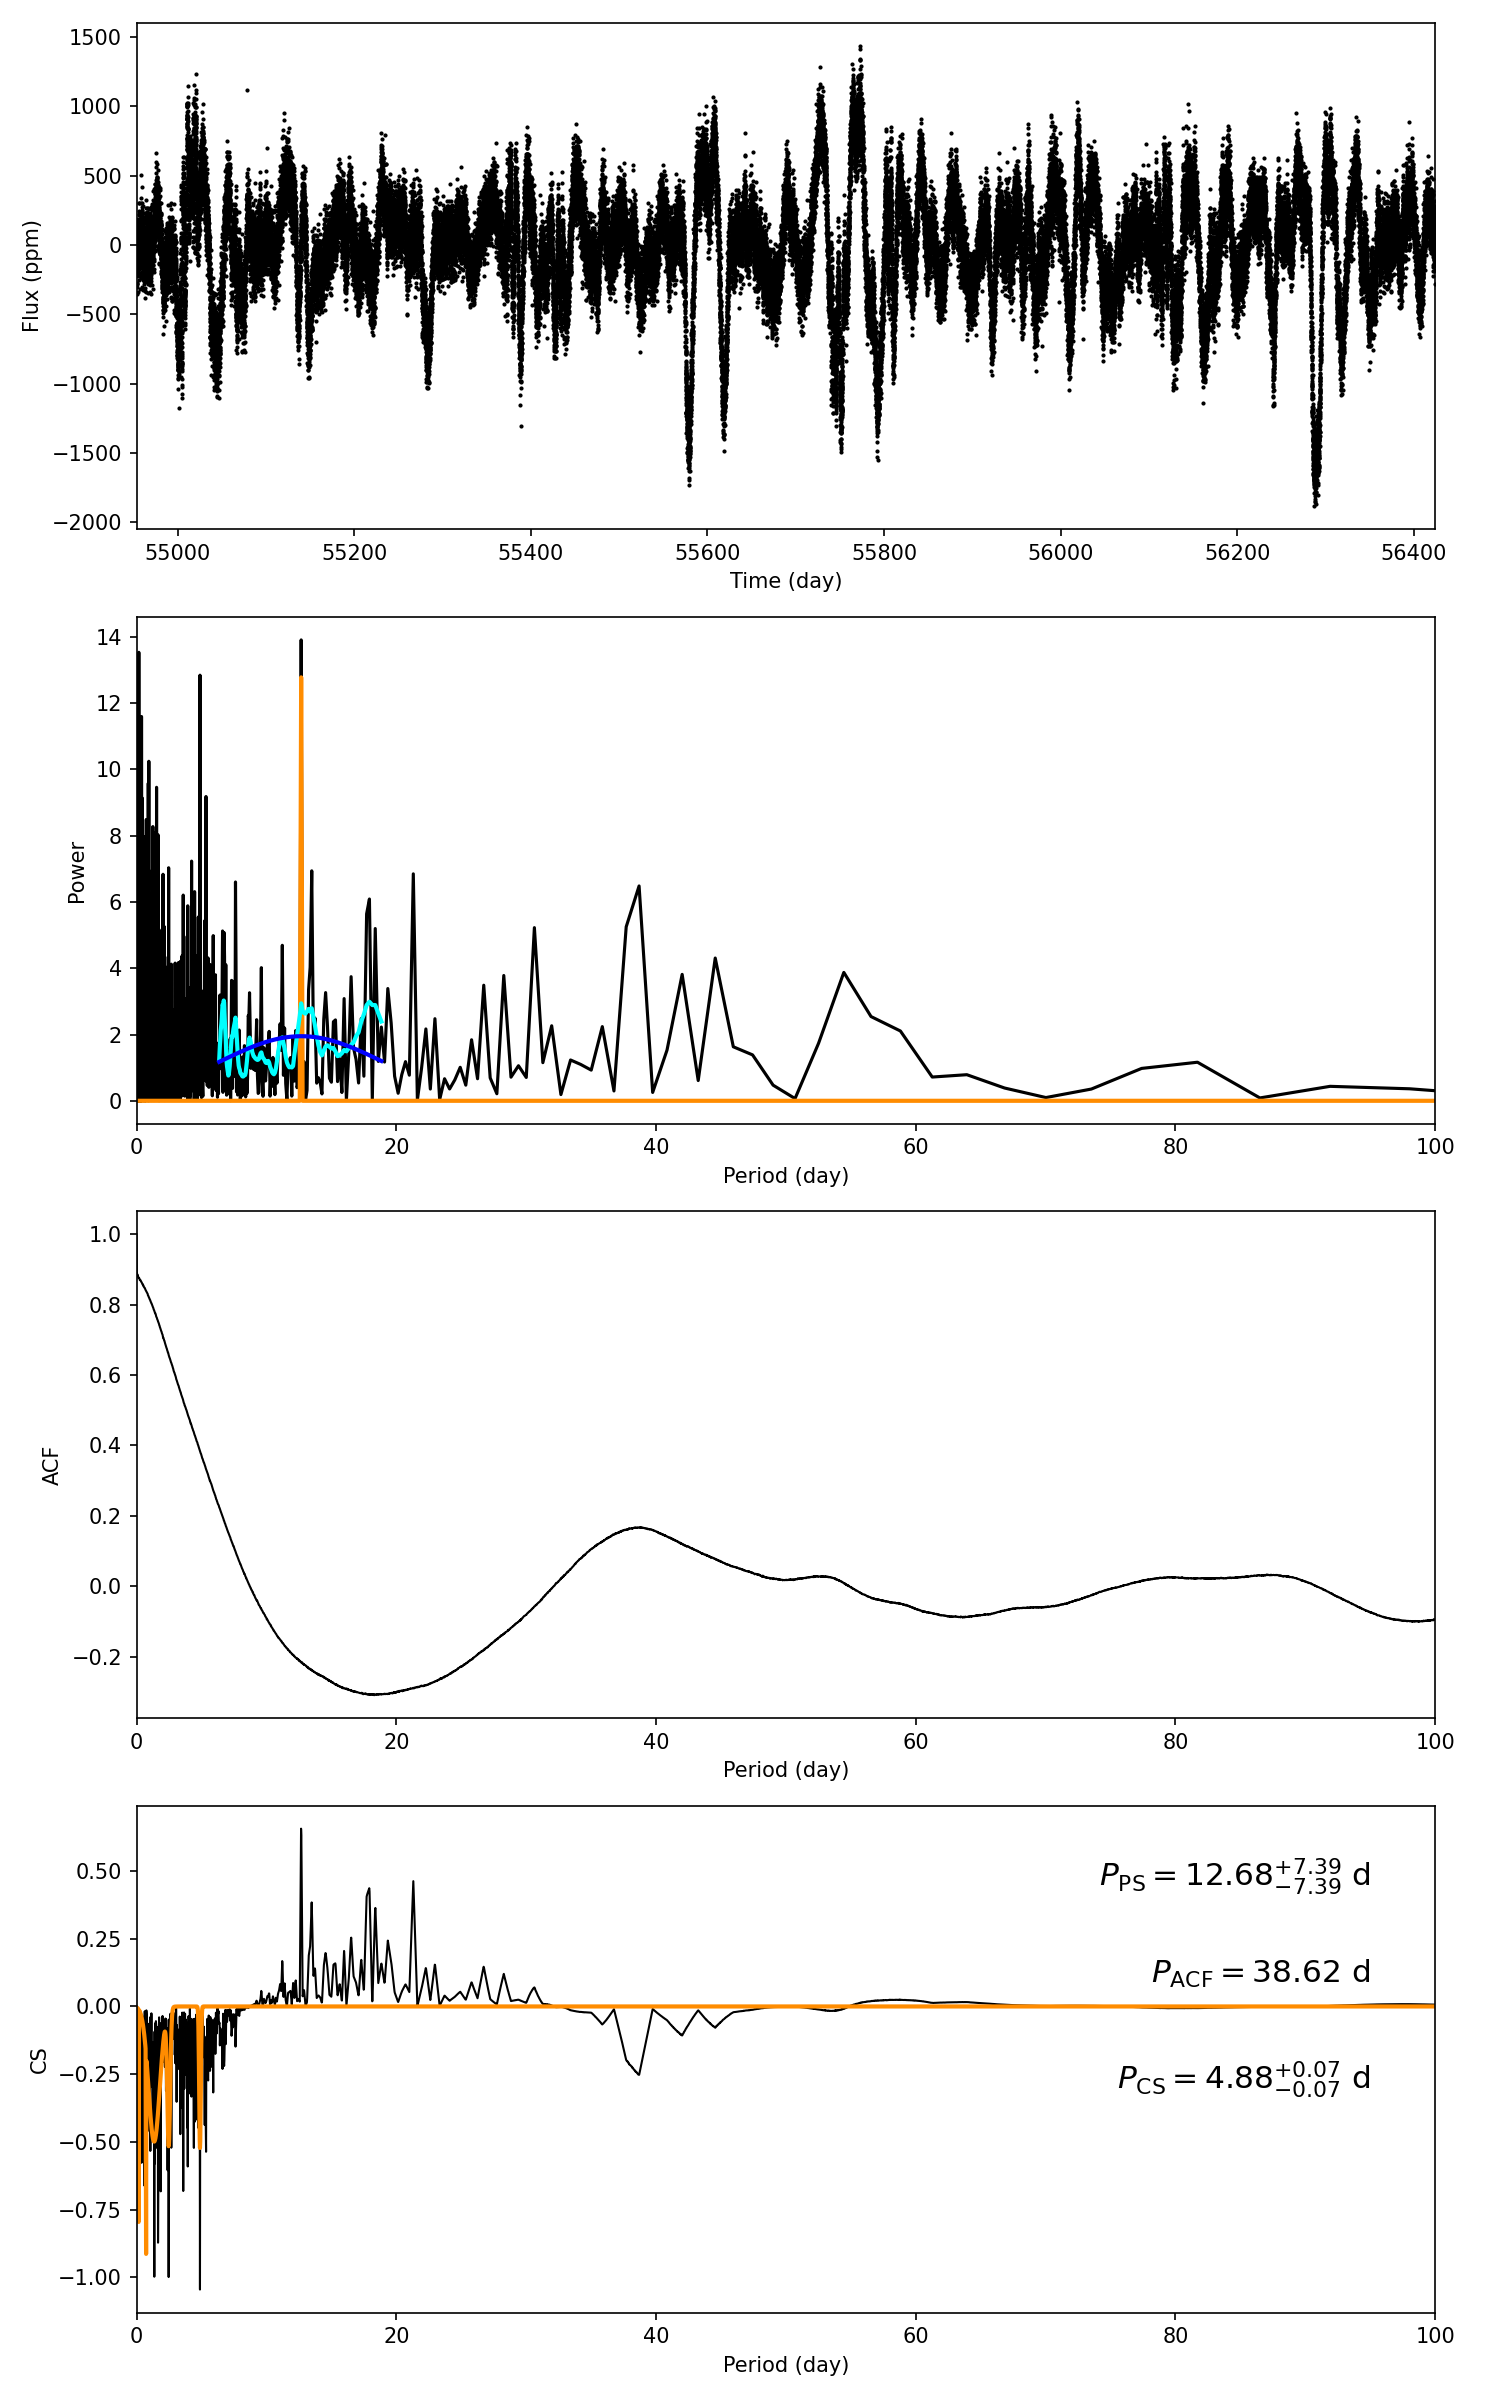 1500
1000
500
0
−500
−1000
−1500
−2000
Flux (ppm)
55000 55200 55400 55600 55800 56000 56200 56400
Time (day)
14
12
10
8
6
4
2
0
Power
0 20 40 60 80 100
Period (day)
1.0
0.8
0.6
0.4
0.2
0.0
−0.2
ACF
0 20 40 60 80 100
Period (day)
0.50
0.25
0.00
−0.25
−0.50
−0.75
−1.00
CS
P_PS = 12.68^{+7.39}_{−7.39} d
P_ACF = 38.62 d
P_CS = 4.88^{+0.07}_{−0.07} d
0 20 40 60 80 100
Period (day)